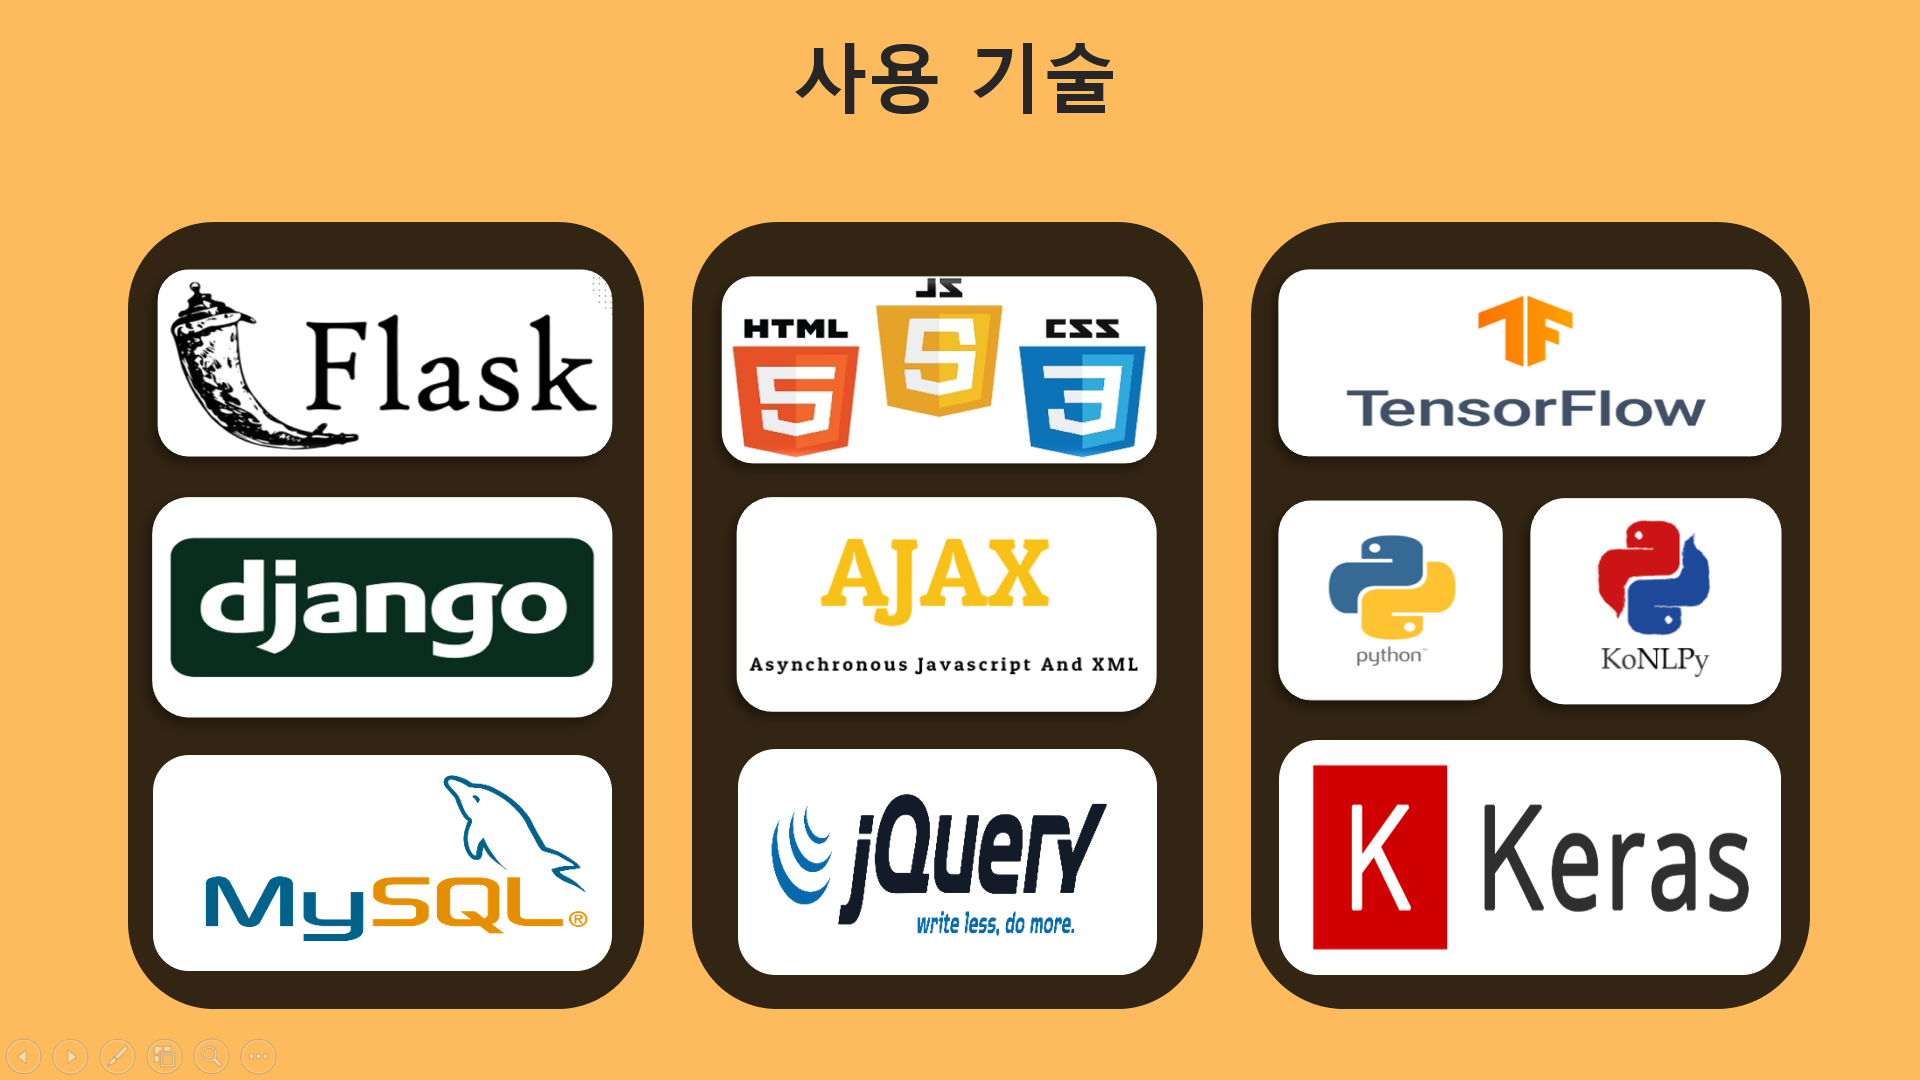 사용 기술
Flask
django
MySQL®
JS
HTML
CSS
5
5
3
AJAX
Asynchronous Javascript And XML
jQuery
write less, do more.
TF
TensorFlow
python™
KoNLPy
K Keras